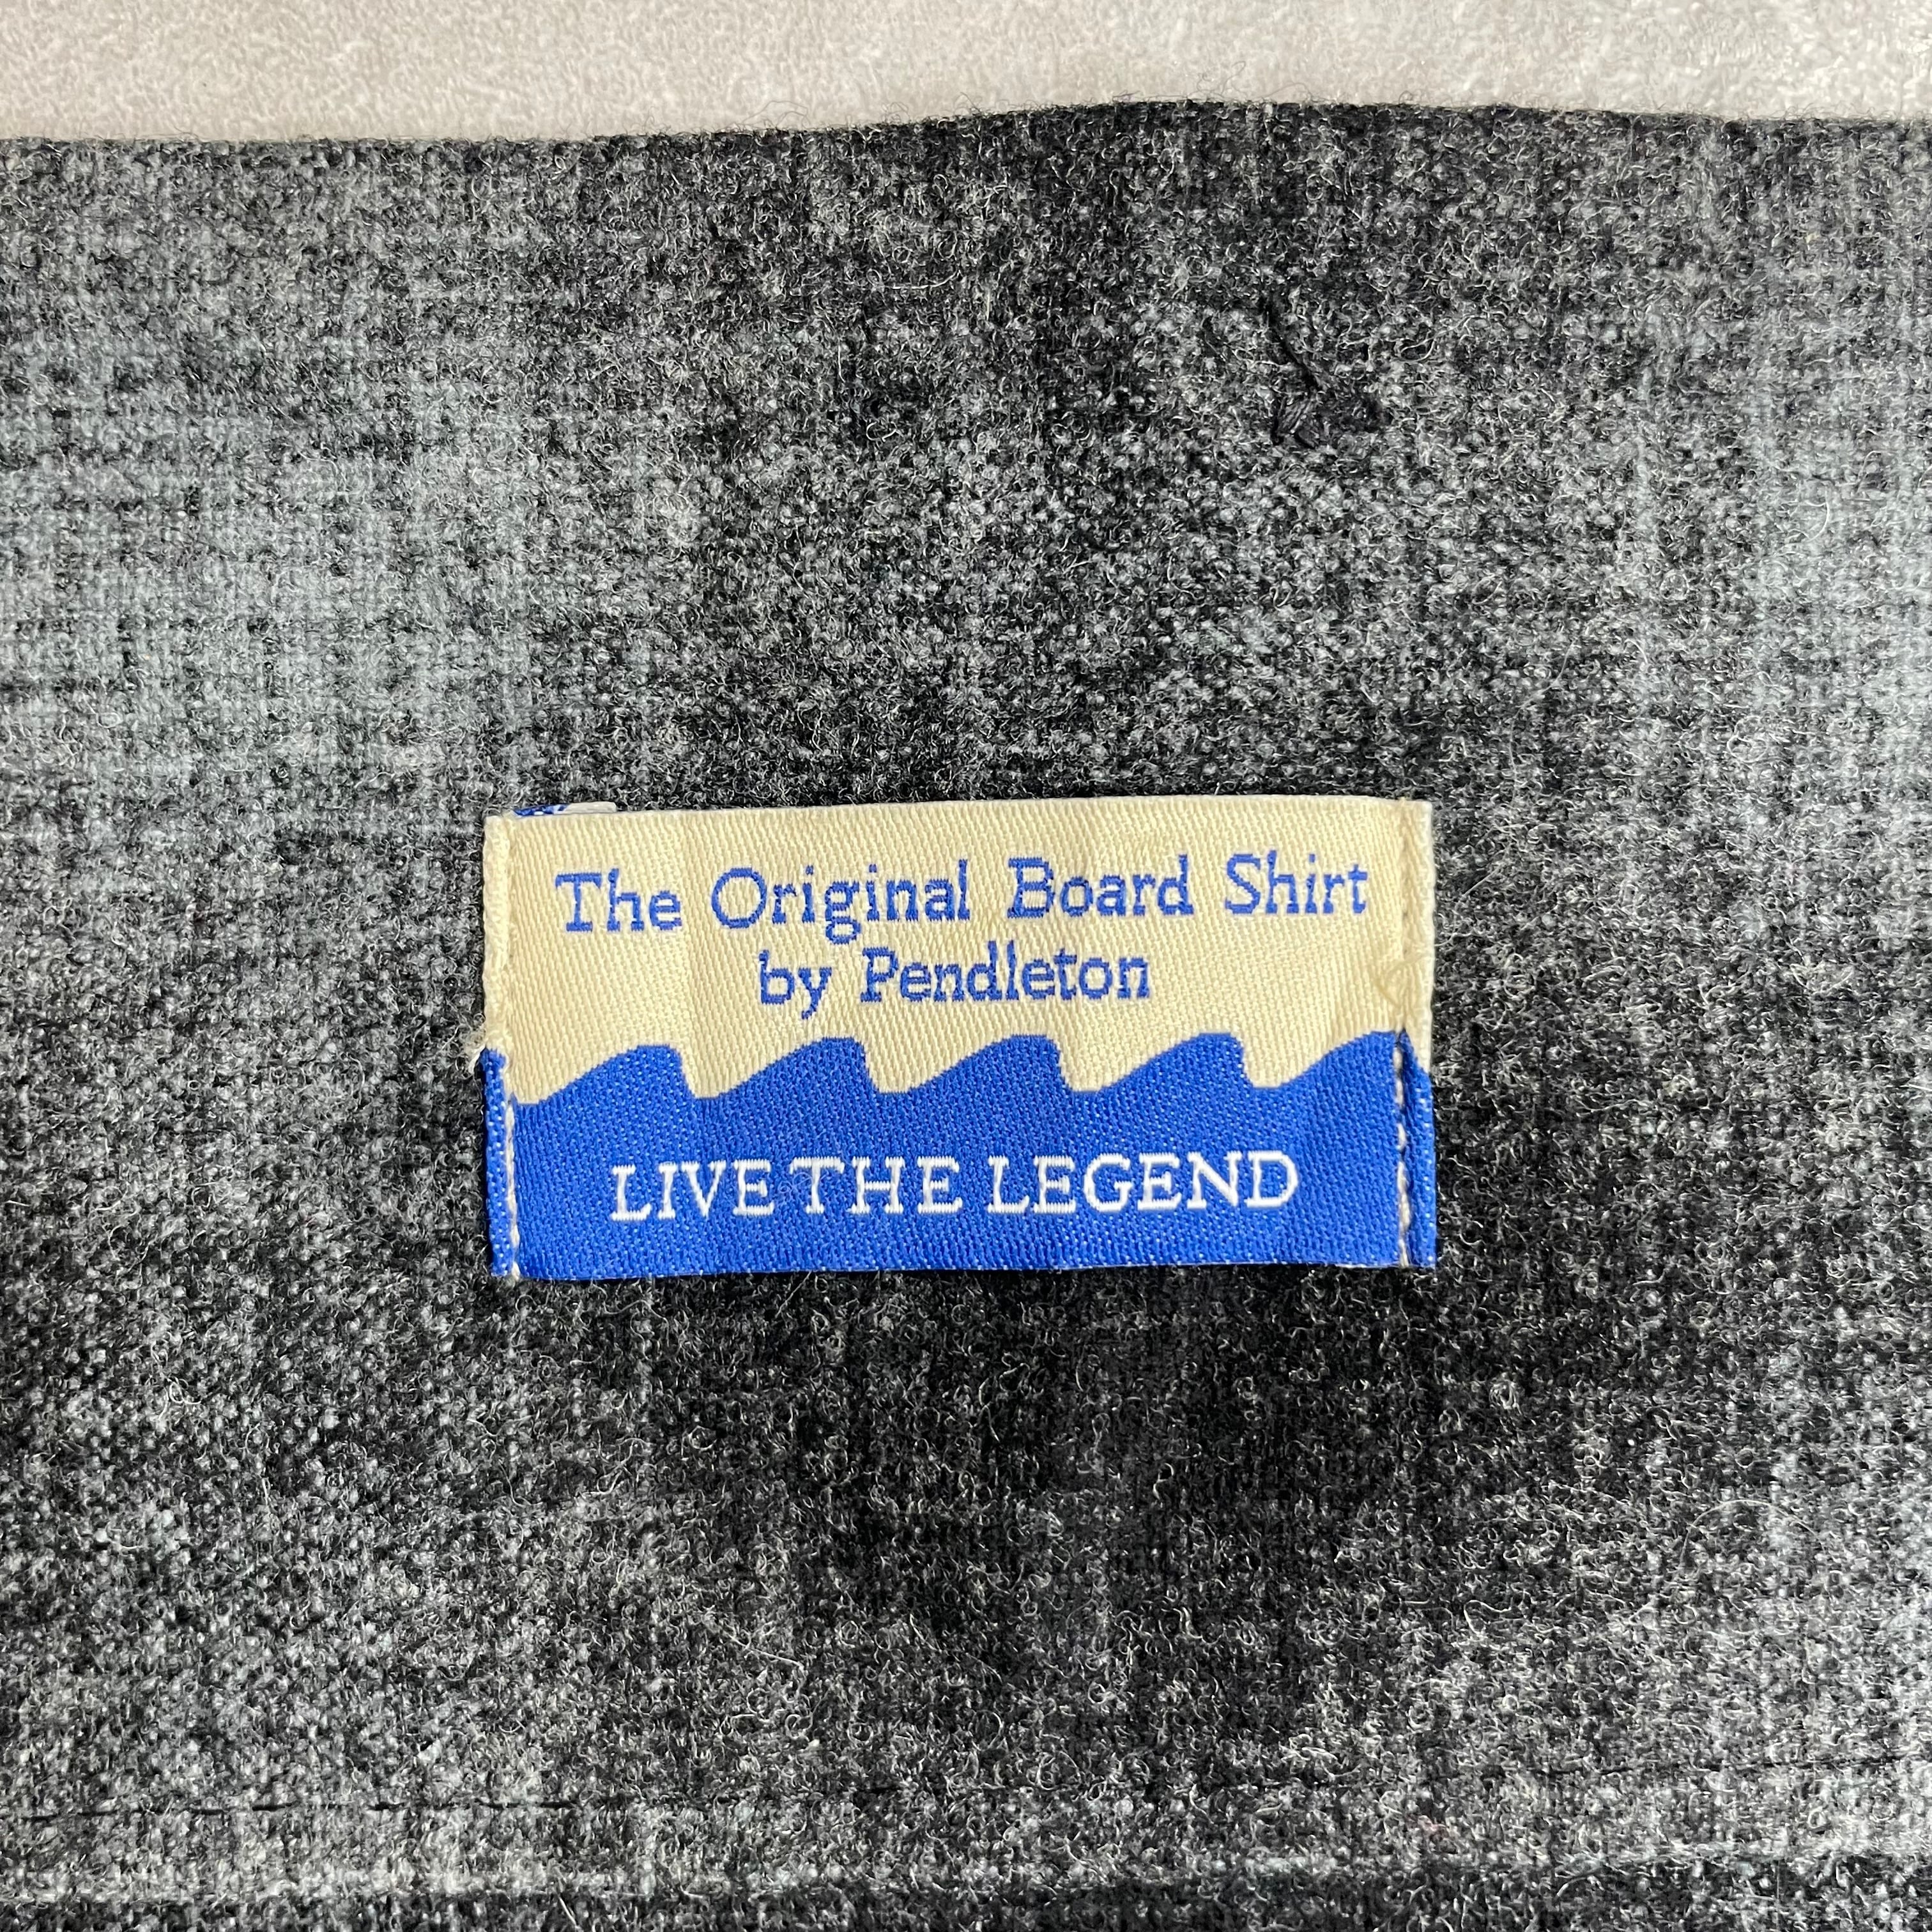 The Original Board Shirt
by Pendleton
LIVE THE LEGEND